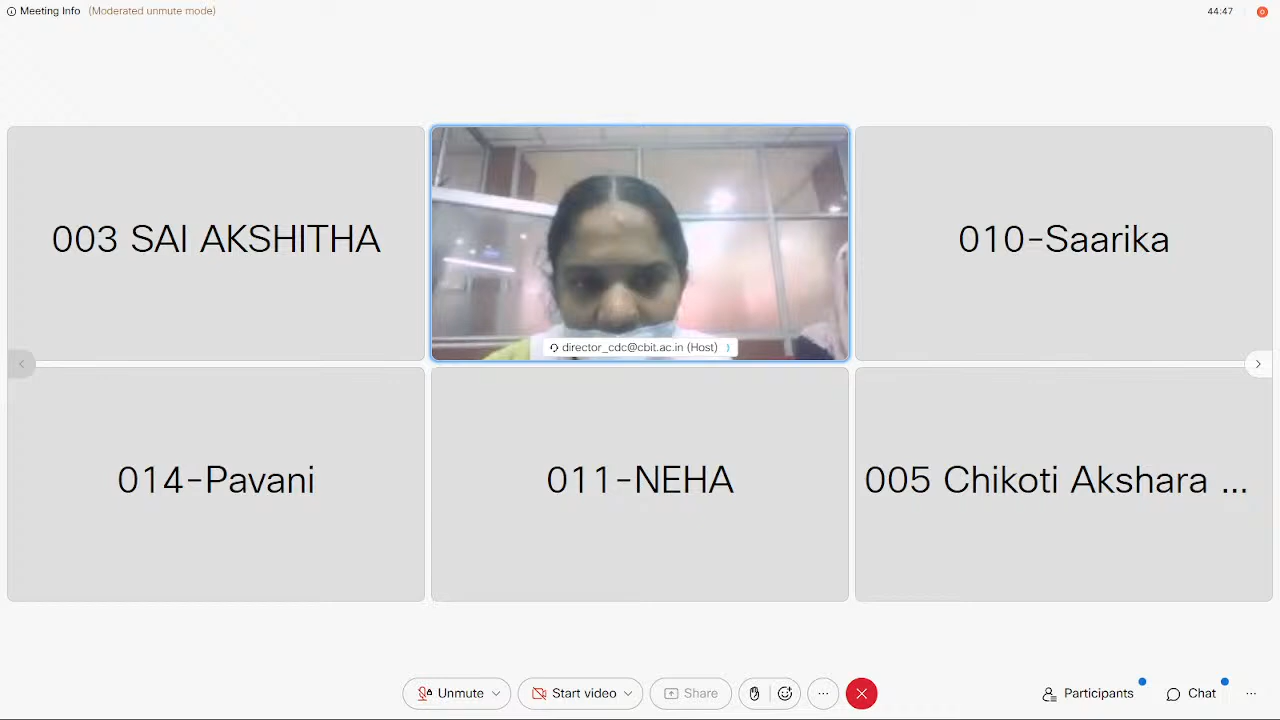 Meeting Info (Moderated unmute mode)
44:47
003 SAI AKSHITHA
director_cdc@cbit.ac.in (Host)
010-Saarika
014-Pavani
011-NEHA
005 Chikoti Akshara ...
Unmute
Start video
Share
Participants
Chat